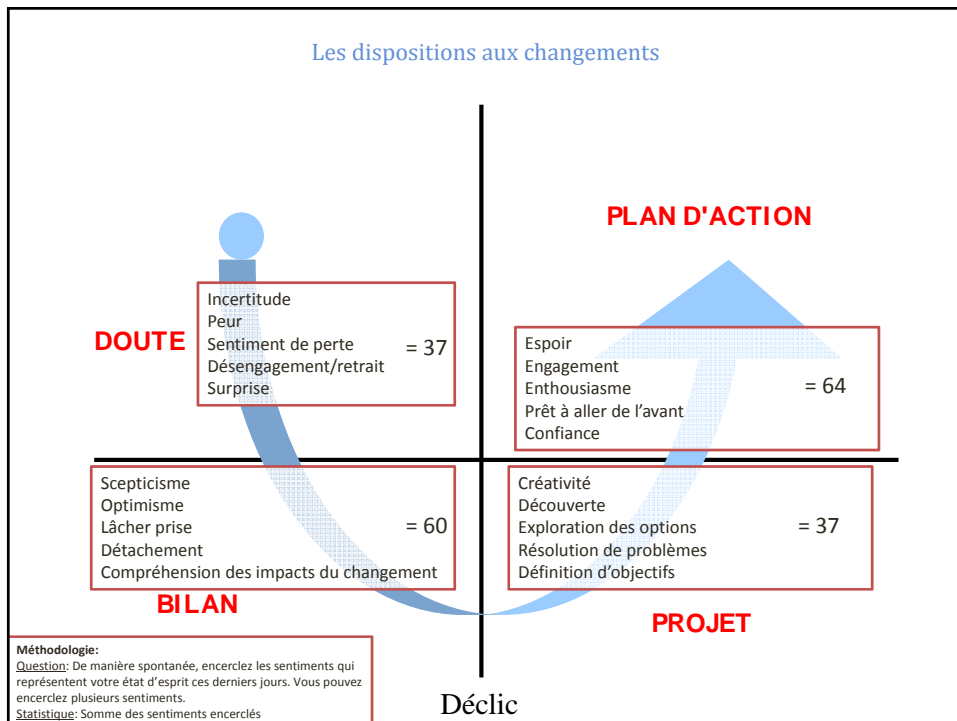 Les dispositions aux changements
PLAN D'ACTION
DOUTE
Incertitude
Peur
Sentiment de perte
Désengagement/retrait
Surprise
= 37
Espoir
Engagement
Enthousiasme
Prêt à aller de l’avant
Confiance
= 64
Scepticisme
Optimisme
Lâcher prise
Détachement
Compréhension des impacts du changement
= 60
BILAN
Créativité
Découverte
Exploration des options
Résolution de problèmes
Définition d’objectifs
= 37
PROJET
Méthodologie:
Question: De manière spontanée, encerclez les sentiments qui
représentent votre état d’esprit ces derniers jours. Vous pouvez
encerclez plusieurs sentiments.
Statistique: Somme des sentiments encerclés
Déclic